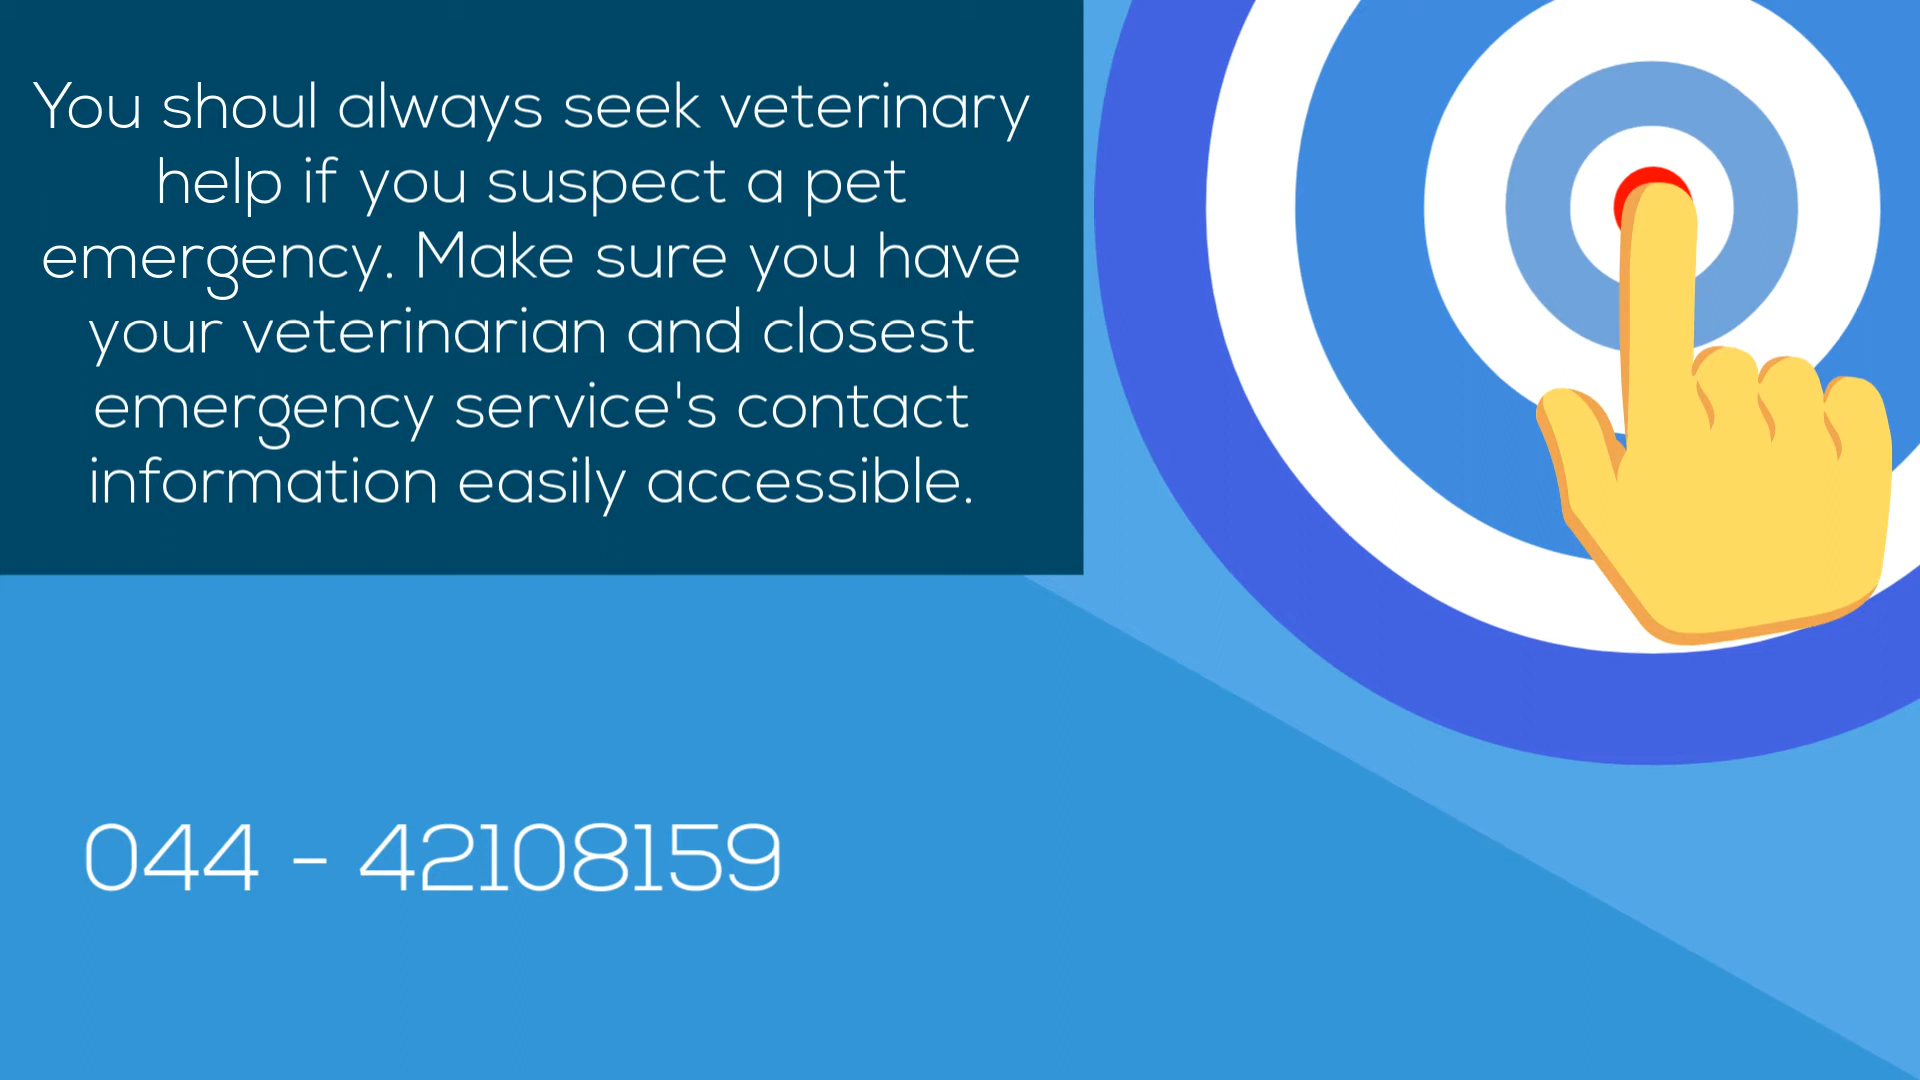 You shoul always seek veterinary
help if you suspect a pet
emergency. Make sure you have
your veterinarian and closest
emergency service's contact
information easily accessible.
044 - 42108159